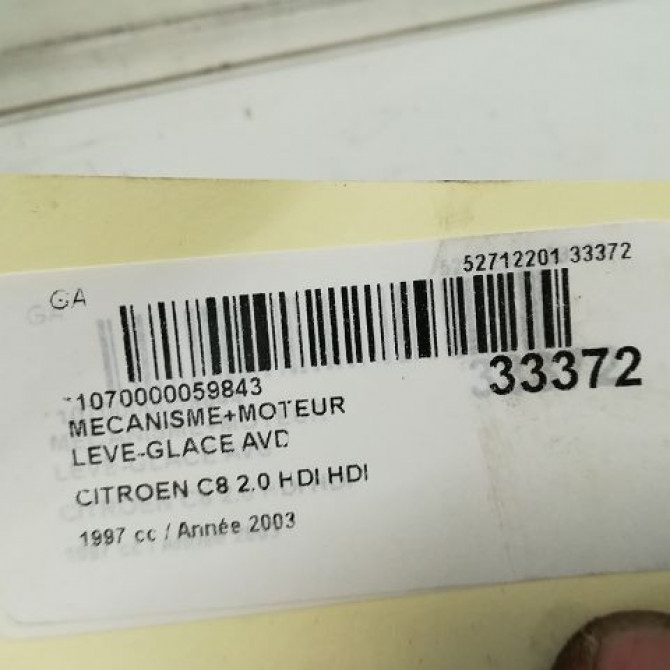 GA
52712201 33372
-1070000059843
33372
MECANISME+MOTEUR
LEVE-GLACE AVD
CITROEN C8 2.0 HDI HDI
1997 cc / Année 2003